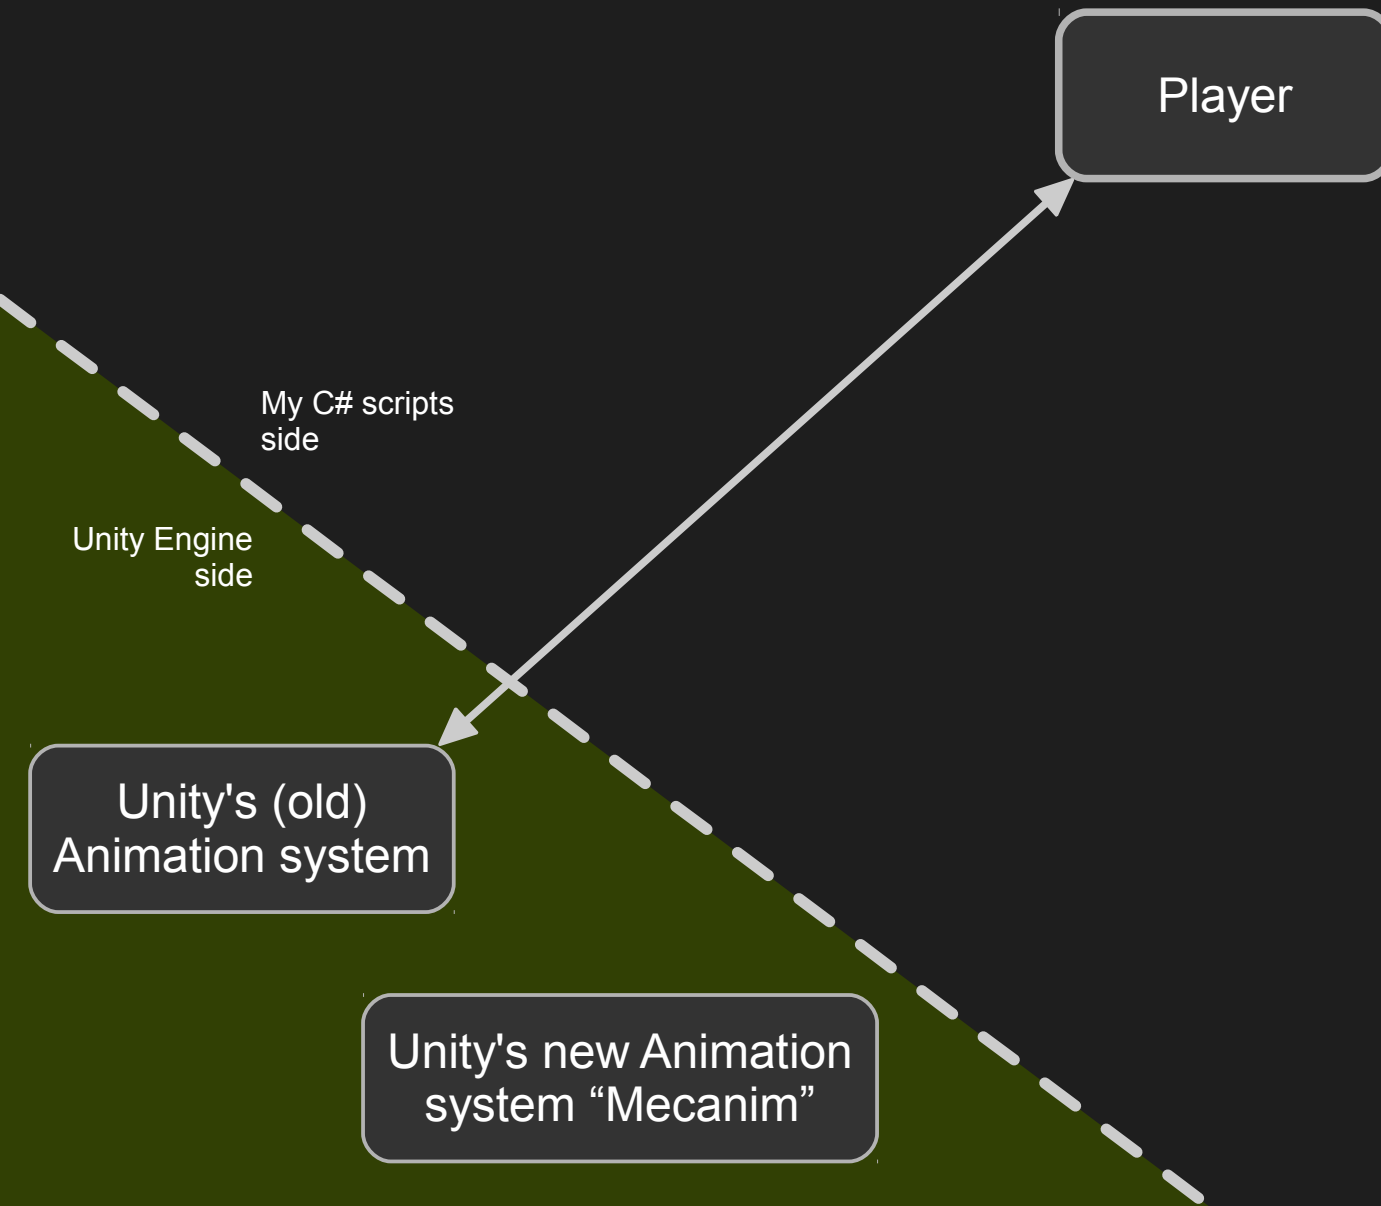 Player
My C# scripts
side
Unity Engine
side
Unity's (old)
Animation system
Unity's new Animation
system “Mecanim”